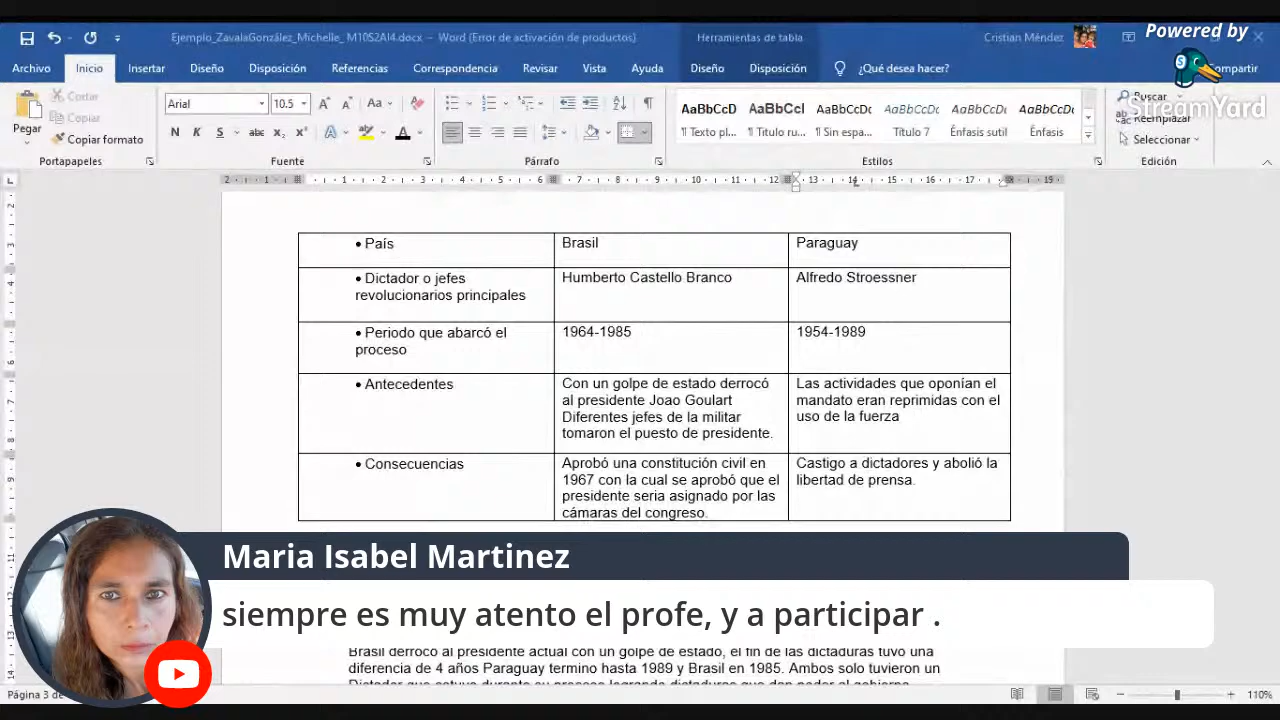 Powered by
StreamYard
Ejemplo_ZavalaGonzález_Michelle_ M10S2AI4.docx — Word (Error de activación de productos)
Herramientas de tabla
Cristian Méndez
Archivo Inicio Insertar Diseño Disposición Referencias Correspondencia Revisar Vista Ayuda Diseño Disposición ¿Qué desea hacer? Compartir
Pegar
Cortar
Copiar
Copiar formato
Portapapeles
Arial 10.5
Fuente
Párrafo
AaBbCcD AaBbCcI AaBbCcDc AaBbCcDc AaBbCcDc AaBbCcDc
¶ Texto pl... ¶ Titulo ru... ¶ Sin espa... ¶ Título 7 ¶ Énfasis sutil ¶ Énfasis
Estilos
Buscar
Reemplazar
Seleccionar
Edición
• País
Brasil
Paraguay
• Dictador o jefes
revolucionarios principales
Humberto Castello Branco
Alfredo Stroessner
• Periodo que abarcó el
proceso
1964-1985
1954-1989
• Antecedentes
Con un golpe de estado derrocó
al presidente Joao Goulart
Diferentes jefes de la militar
tomaron el puesto de presidente.
Las actividades que oponían el
mandato eran reprimidas con el
uso de la fuerza
• Consecuencias
Aprobó una constitución civil en
1967 con la cual se aprobó que el
presidente seria asignado por las
cámaras del congreso.
Castigo a dictadores y abolió la
libertad de prensa.
Maria Isabel Martinez
siempre es muy atento el profe, y a participar .
Brasil derrocó al presidente actual con un golpe de estado, el fin de las dictaduras tuvo una
diferencia de 4 años Paraguay termino hasta 1989 y Brasil en 1985. Ambos solo tuvieron un
Página 3 de
110%